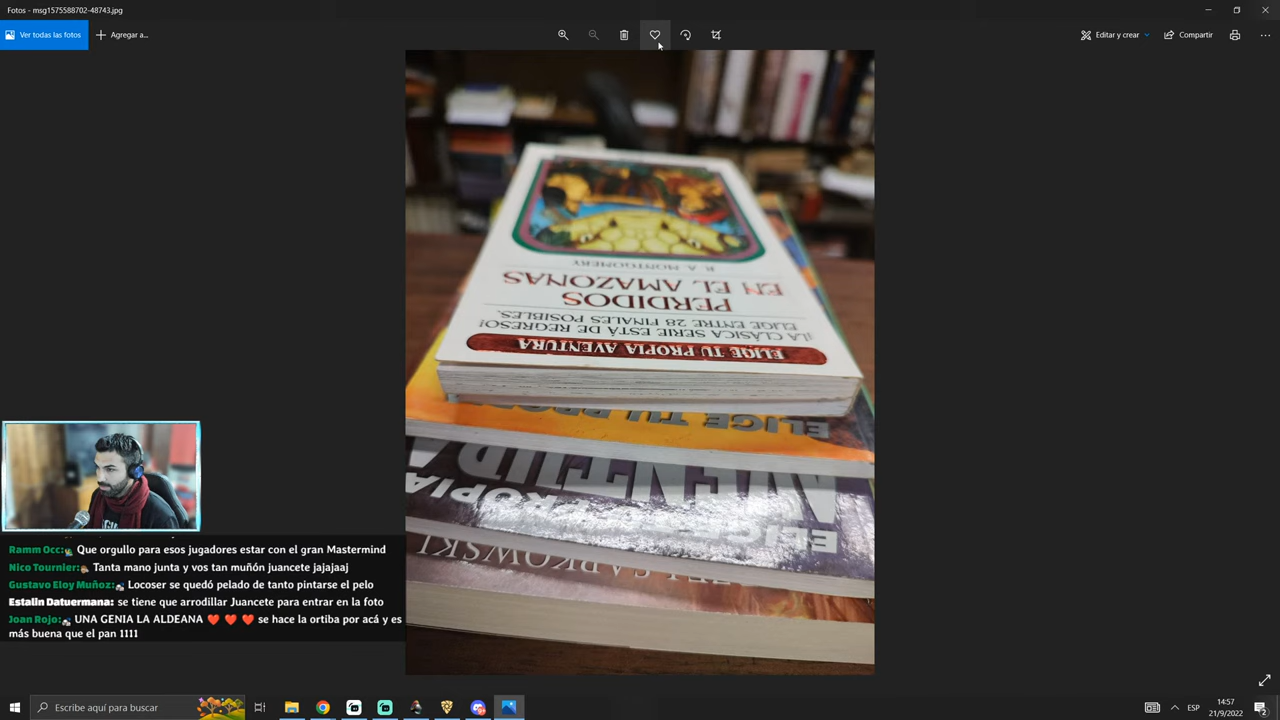 Fotos - msg1575588702-48743.jpg
Ver todas las fotos
Agregar a...
Editar y crear
Compartir
R. A. MONTGOMERY
PERDIDOS
EN EL AMAZONAS
¡LA CLÁSICA SERIE ESTÁ DE REGRESO!
ELIGE ENTRE 28 FINALES POSIBLES.
ELIGE TU PROPIA AVENTURA
ELIGE TU PROP
ELIGE PROPIA
AVENTURA
SAPKOWSKI
Ramm Occ: Que orgullo para esos jugadores estar con el gran Mastermind
Nico Tournier: Tanta mano junta y vos tan muñón juancete jajajaaj
Gustavo Eloy Muñoz: Locoser se quedó pelado de tanto pintarse el pelo
Estalin Datuermana: se tiene que arrodillar Juancete para entrar en la foto
Joan Rojo: UNA GENIA LA ALDEANA ❤️ ❤️ ❤️ se hace la ortiba por acá y es
más buena que el pan 1111
Escribe aquí para buscar
ESP
14:57
21/9/2022
2